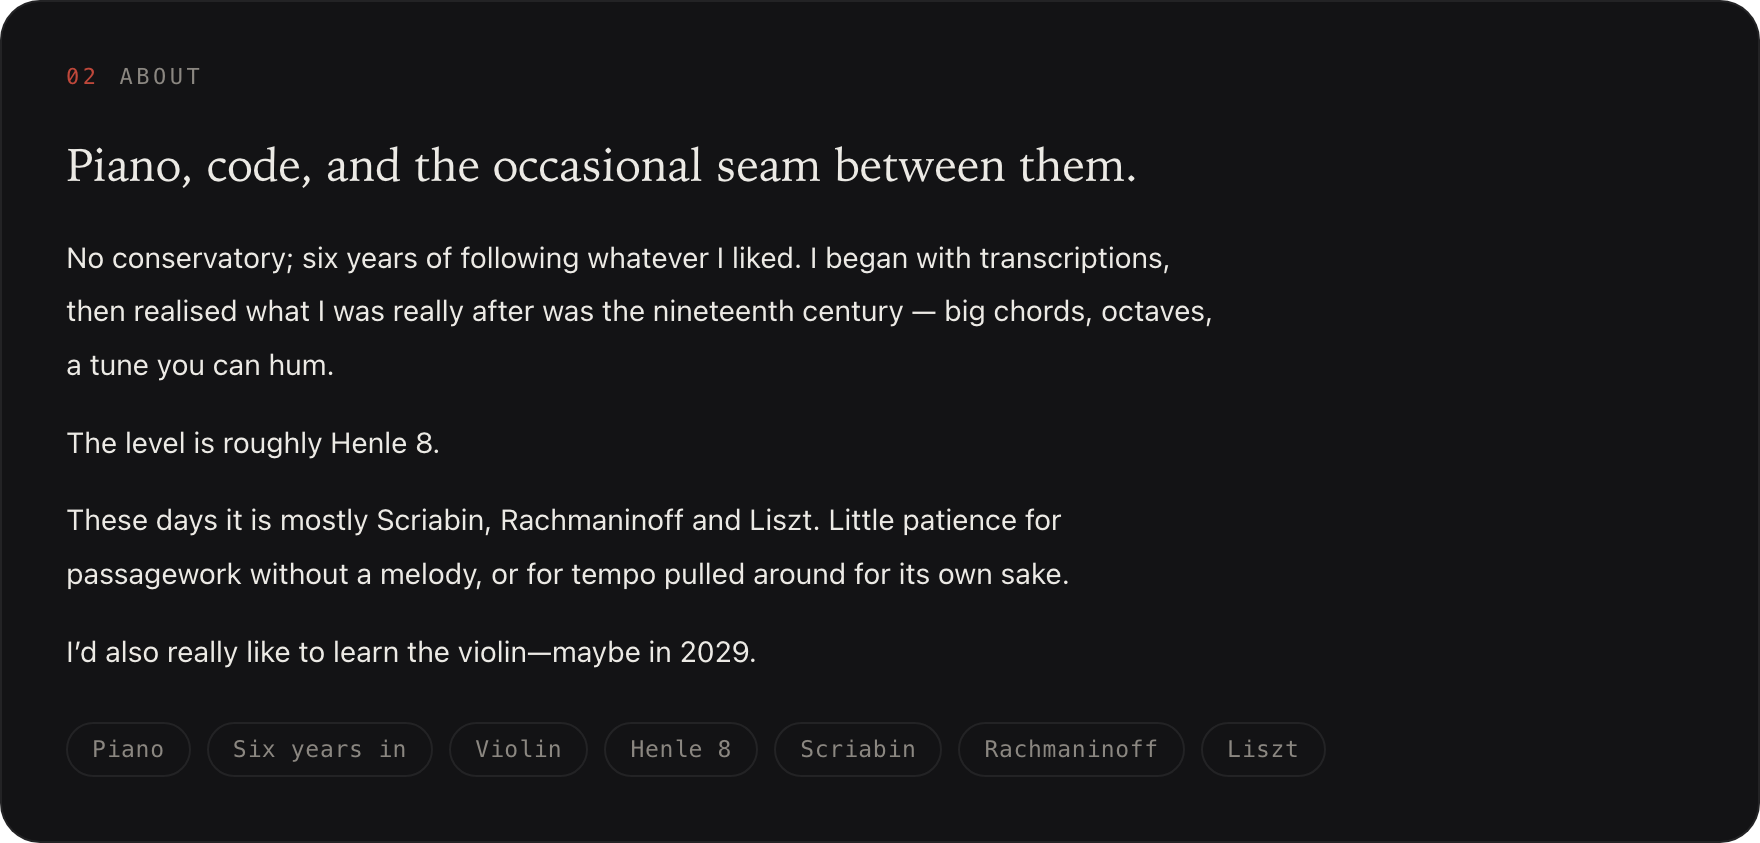 02 ABOUT
Piano, code, and the occasional seam between them.
No conservatory; six years of following whatever I liked. I began with transcriptions,
then realised what I was really after was the nineteenth century — big chords, octaves,
a tune you can hum.
The level is roughly Henle 8.
These days it is mostly Scriabin, Rachmaninoff and Liszt. Little patience for
passagework without a melody, or for tempo pulled around for its own sake.
I’d also really like to learn the violin—maybe in 2029.
Piano Six years in Violin Henle 8 Scriabin Rachmaninoff Liszt